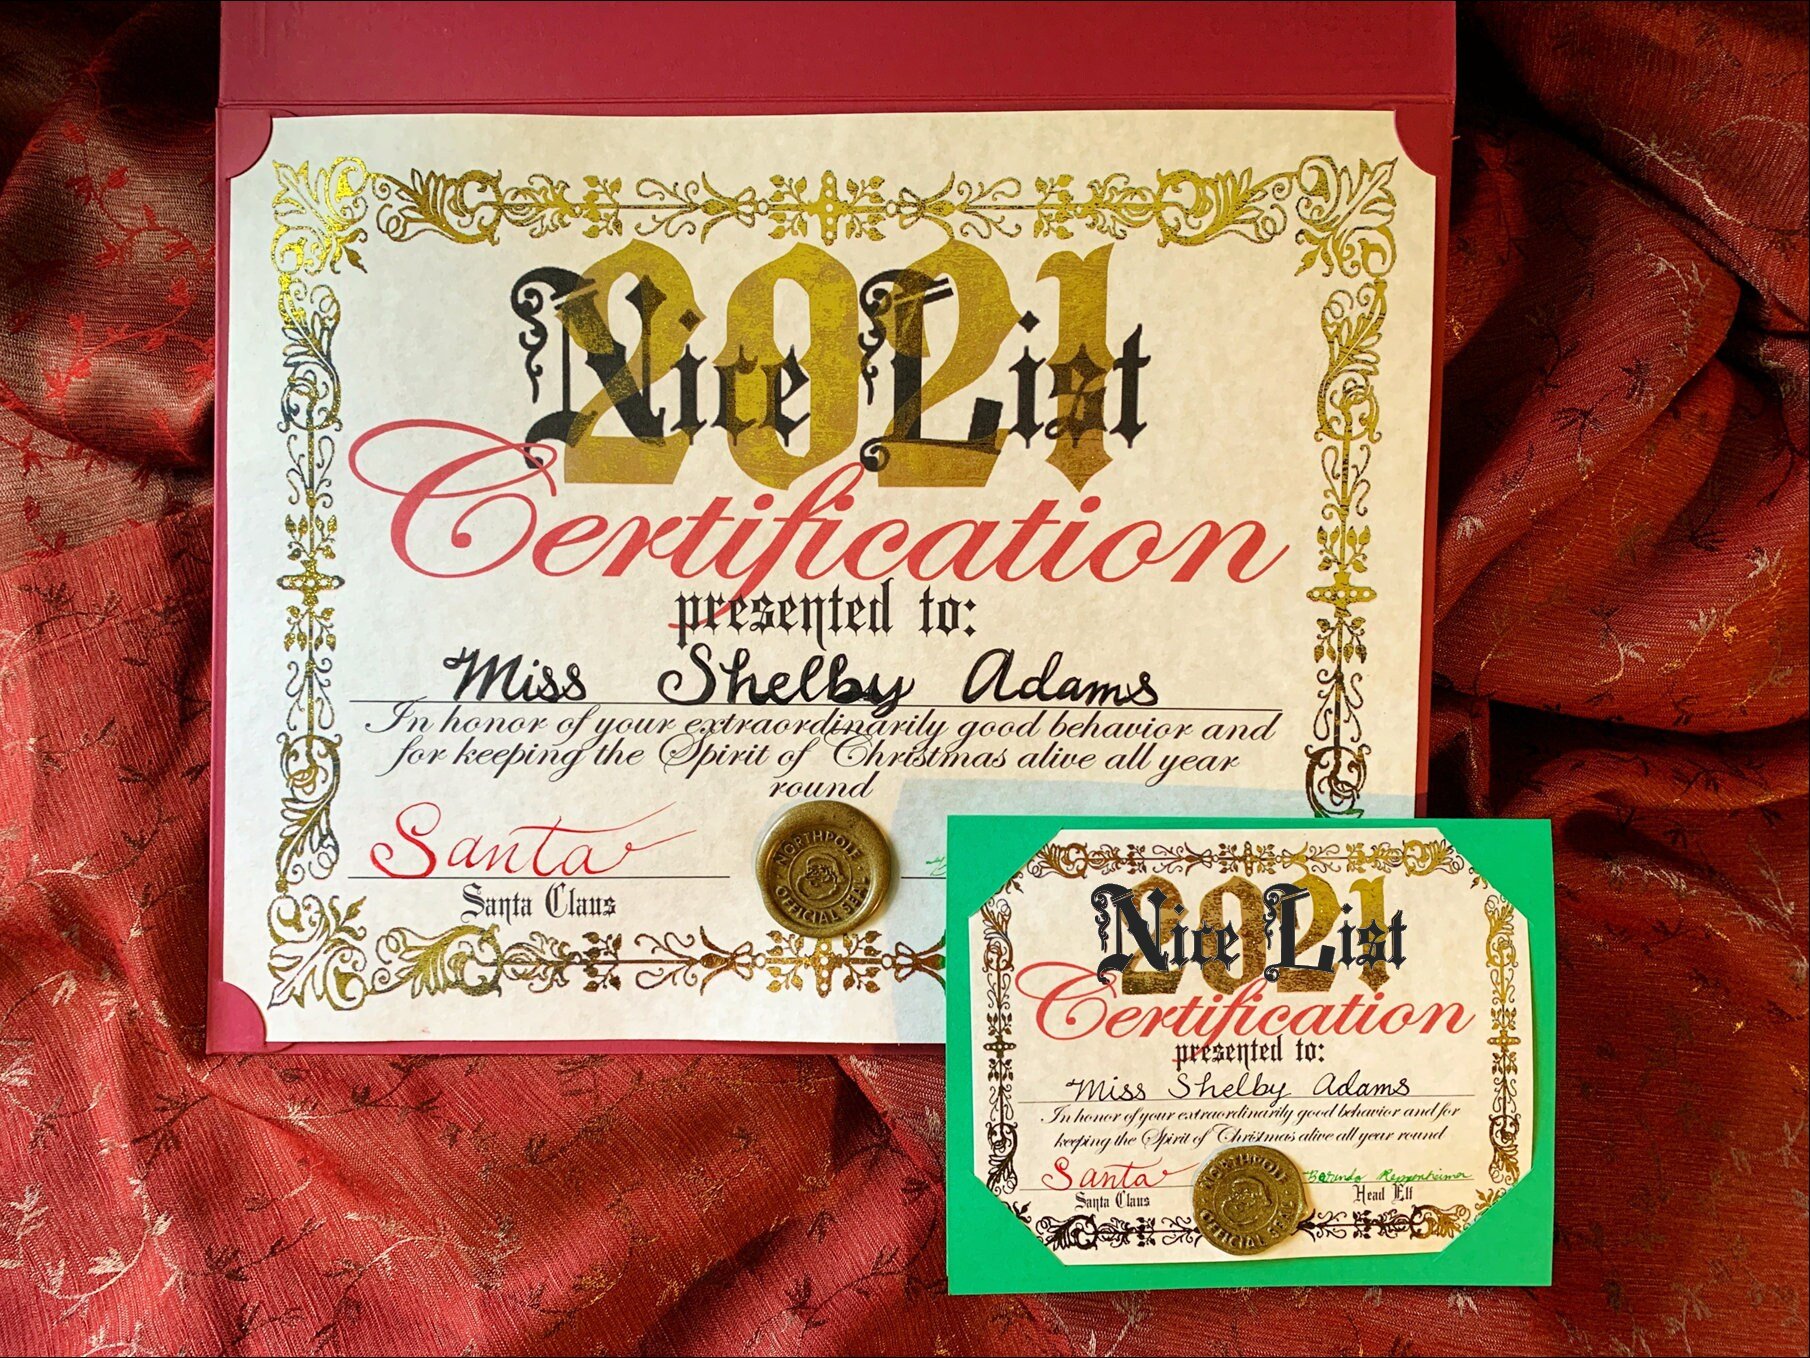 2021
Nice List
Certification
presented to:
Miss Shelby Adams
In honor of your extraordinarily good behavior and
for keeping the Spirit of Christmas alive all year
round
Santa
Santa Claus
NORTHPOLE
OFFICIAL SEAL
2021
Nice List
Certification
presented to:
Miss Shelby Adams
In honor of your extraordinarily good behavior and for
keeping the Spirit of Christmas alive all year round
Santa
Santa Claus
NORTHPOLE
OFFICIAL SEAL
Head Elf